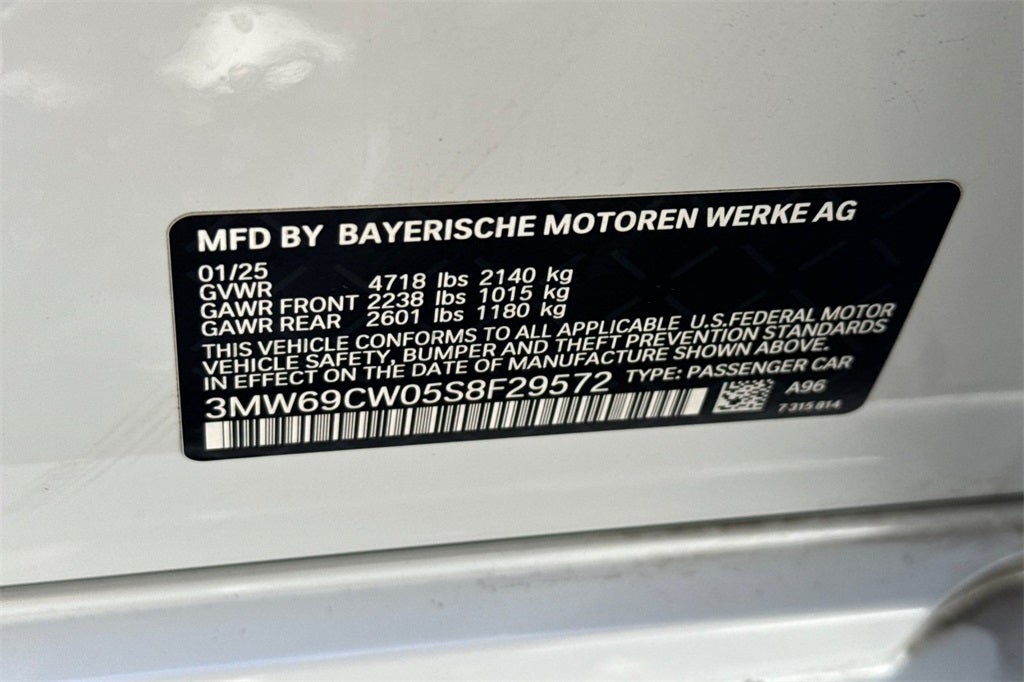 MFD BY BAYERISCHE MOTOREN WERKE AG
01/25
GVWR 4718 lbs 2140 kg
GAWR FRONT 2238 lbs 1015 kg
GAWR REAR 2601 lbs 1180 kg
THIS VEHICLE CONFORMS TO ALL APPLICABLE U.S.FEDERAL MOTOR
VEHICLE SAFETY, BUMPER AND THEFT PREVENTION STANDARDS
IN EFFECT ON THE DATE OF MANUFACTURE SHOWN ABOVE.
3MW69CW05S8F29572 TYPE: PASSENGER CAR
A96
7 315 814